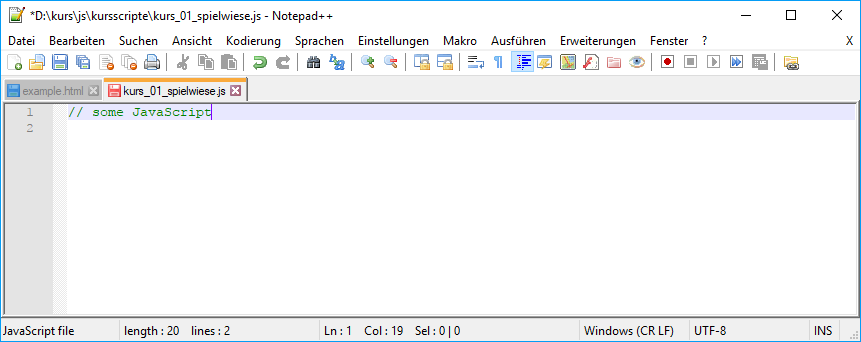 *D:\kurs\js\kursscripte\kurs_01_spielwiese.js - Notepad++
Datei Bearbeiten Suchen Ansicht Kodierung Sprachen Einstellungen Makro Ausführen Erweiterungen Fenster ? X
example.html kurs_01_spielwiese.js
1 // some JavaScript
2
JavaScript file length : 20 lines : 2 Ln : 1 Col : 19 Sel : 0 | 0 Windows (CR LF) UTF-8 INS